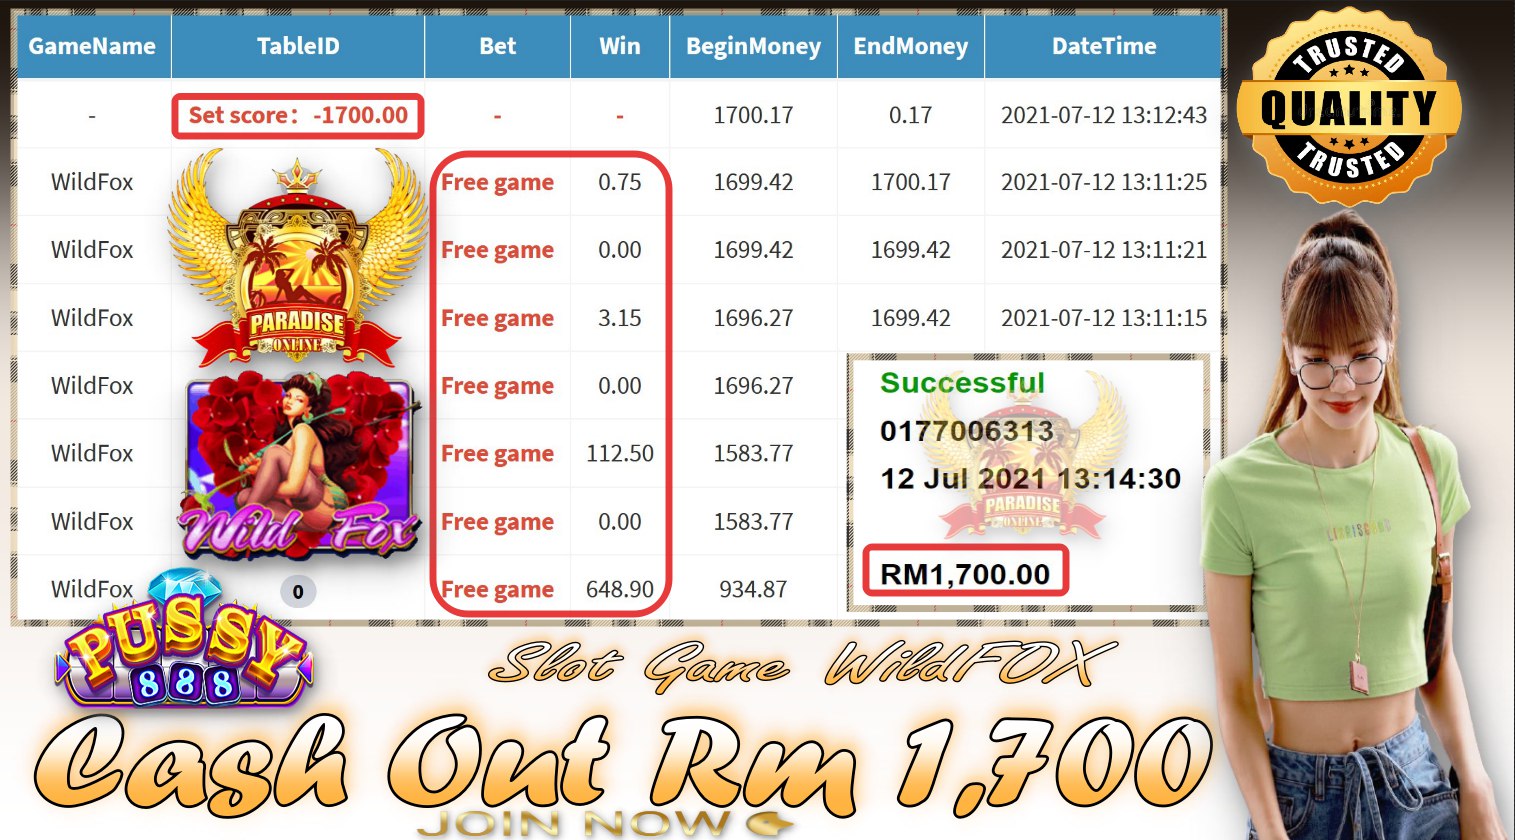 GameName TableID Bet Win BeginMoney EndMoney DateTime
- Set score: -1700.00 - - 1700.17 0.17 2021-07-12 13:12:43
WildFox Free game 0.75 1699.42 1700.17 2021-07-12 13:11:25
WildFox Free game 0.00 1699.42 1699.42 2021-07-12 13:11:21
WildFox Free game 3.15 1696.27 1699.42 2021-07-12 13:11:15
WildFox Free game 0.00 1696.27
WildFox Free game 112.50 1583.77
WildFox Free game 0.00 1583.77
WildFox 0 Free game 648.90 934.87
PARADISE
ONLINE
Wild Fox
Successful
0177006313
12 Jul 2021 13:14:30
PARADISE
ONLINE
RM1,700.00
TRUSTED
QUALITY
TRUSTED
PUSSY
888
Slot Game WildFOX
Cash Out Rm 1,700
JOIN NOW